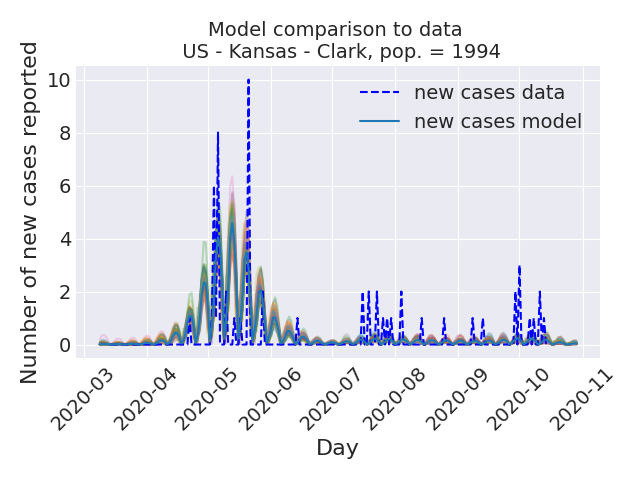 Model comparison to data
US - Kansas - Clark, pop. = 1994
Number of new cases reported
10
8
6
4
2
0
new cases data
new cases model
2020-03
2020-04
2020-05
2020-06
2020-07
2020-08
2020-09
2020-10
2020-11
Day